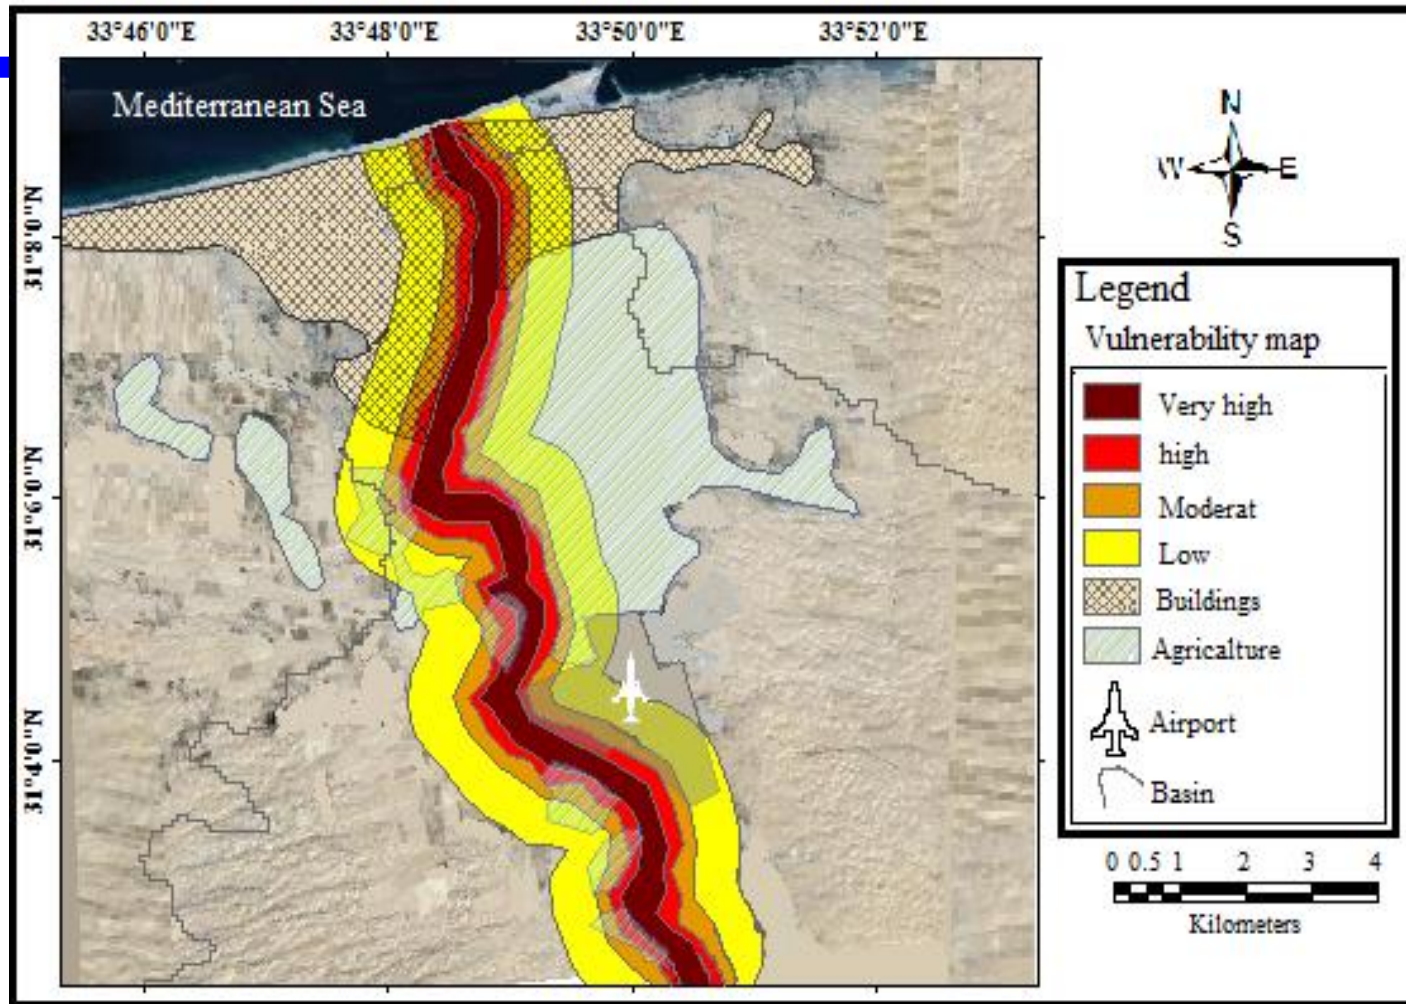 33°46'0"E 33°48'0"E 33°50'0"E 33°52'0"E
Mediterranean Sea
31°8'0"N
31°6'0"N
31°4'0"N
N
W E
S
Legend
Vulnerability map
Very high
high
Moderat
Low
Buildings
Agricalture
Airport
Basin
0 0.5 1 2 3 4
Kilometers